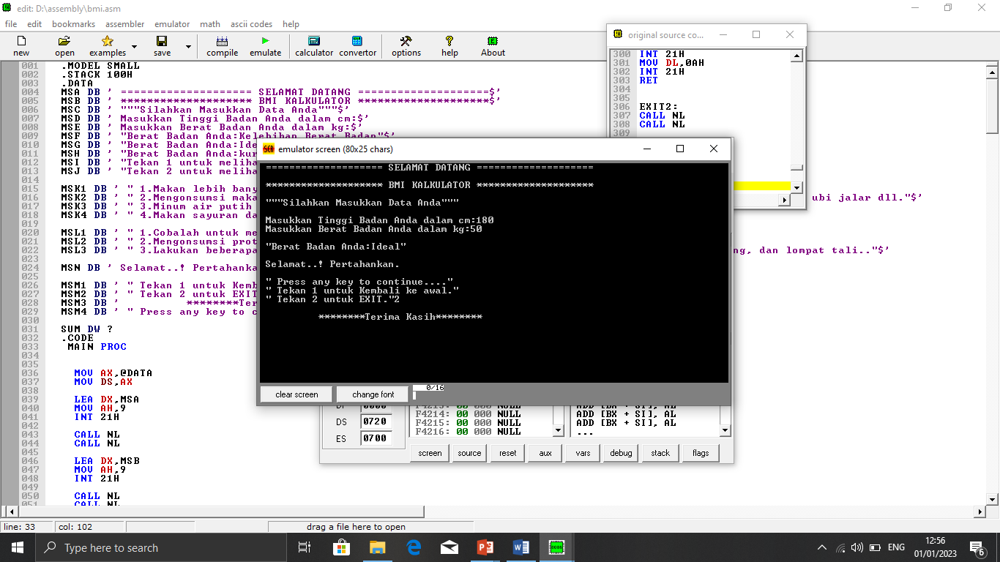 edit: D:\assembly\bmi.asm
file edit bookmarks assembler emulator math ascii codes help
new open examples save compile emulate calculator convertor options help About
001 .MODEL SMALL
002 .STACK 100H
003 .DATA
004 MSA DB ' ==================== SELAMAT DATANG ====================$'
005 MSB DB ' ******************** BMI KALKULATOR ********************$'
006 MSC DB ' """Silahkan Masukkan Data Anda"""$'
007 MSD DB ' Masukkan Tinggi Badan Anda dalam cm:$'
008 MSE DB ' Masukkan Berat Badan Anda dalam kg:$'
009 MSF DB ' "Berat Badan Anda:Kelebihan Berat Badan"$'
010 MSG DB ' "Berat Badan Anda:Ide
011 MSH DB ' "Berat Badan Anda:kur
012 MSI DB ' "Tekan 1 untuk meliha
013 MSJ DB ' "Tekan 2 untuk meliha
014
015 MSK1 DB ' " 1.Makan lebih bany
016 MSK2 DB ' " 2.Mengonsumsi maka ubi jalar dll."$'
017 MSK3 DB ' " 3.Minum air putih
018 MSK4 DB ' " 4.Makan sayuran da
019
020 MSL1 DB ' " 1.Cobalah untuk me
021 MSL2 DB ' " 2.Mengonsumsi prot
022 MSL3 DB ' " 3.Lakukan beberapa ng, dan lompat tali.."$'
023
024 MSN DB ' Selamat..! Pertahanka
025
026 MSM1 DB ' " Tekan 1 untuk Kemb
027 MSM2 DB ' " Tekan 2 untuk EXIT
028 MSM3 DB ' ********Ter
029 MSM4 DB ' " Press any key to c
030
031 SUM DW ?
032 .CODE
033 MAIN PROC
034
035
036 MOV AX,@DATA
037 MOV DS,AX
038
039 LEA DX,MSA
040 MOV AH,9
041 INT 21H
042
043 CALL NL
044 CALL NL
045
046 LEA DX,MSB
047 MOV AH,9
048 INT 21H
049
050 CALL NL
051 CALL NL
original source co...
300 INT 21H
301 MOV DL,0AH
302 INT 21H
303 RET
304
305
306 EXIT2:
307 CALL NL
308 CALL NL
309
emulator screen (80x25 chars)
==================== SELAMAT DATANG ====================
******************** BMI KALKULATOR ********************
"""Silahkan Masukkan Data Anda"""
Masukkan Tinggi Badan Anda dalam cm:180
Masukkan Berat Badan Anda dalam kg:50
"Berat Badan Anda:Ideal"
Selamat..! Pertahankan.
" Press any key to continue...."
" Tekan 1 untuk Kembali ke awal."
" Tekan 2 untuk EXIT."2
********Terima Kasih********
clear screen change font 0/16
DI 0000 F4213: 00 000 NULL ADD [BX + SI], AL
F4214: 00 000 NULL ADD [BX + SI], AL
DS 0720 F4215: 00 000 NULL ADD [BX + SI], AL
F4216: 00 000 NULL ...
ES 0700
screen source reset aux vars debug stack flags
line: 33 col: 102 drag a file here to open
Type here to search
ENG 12:56
01/01/2023
6